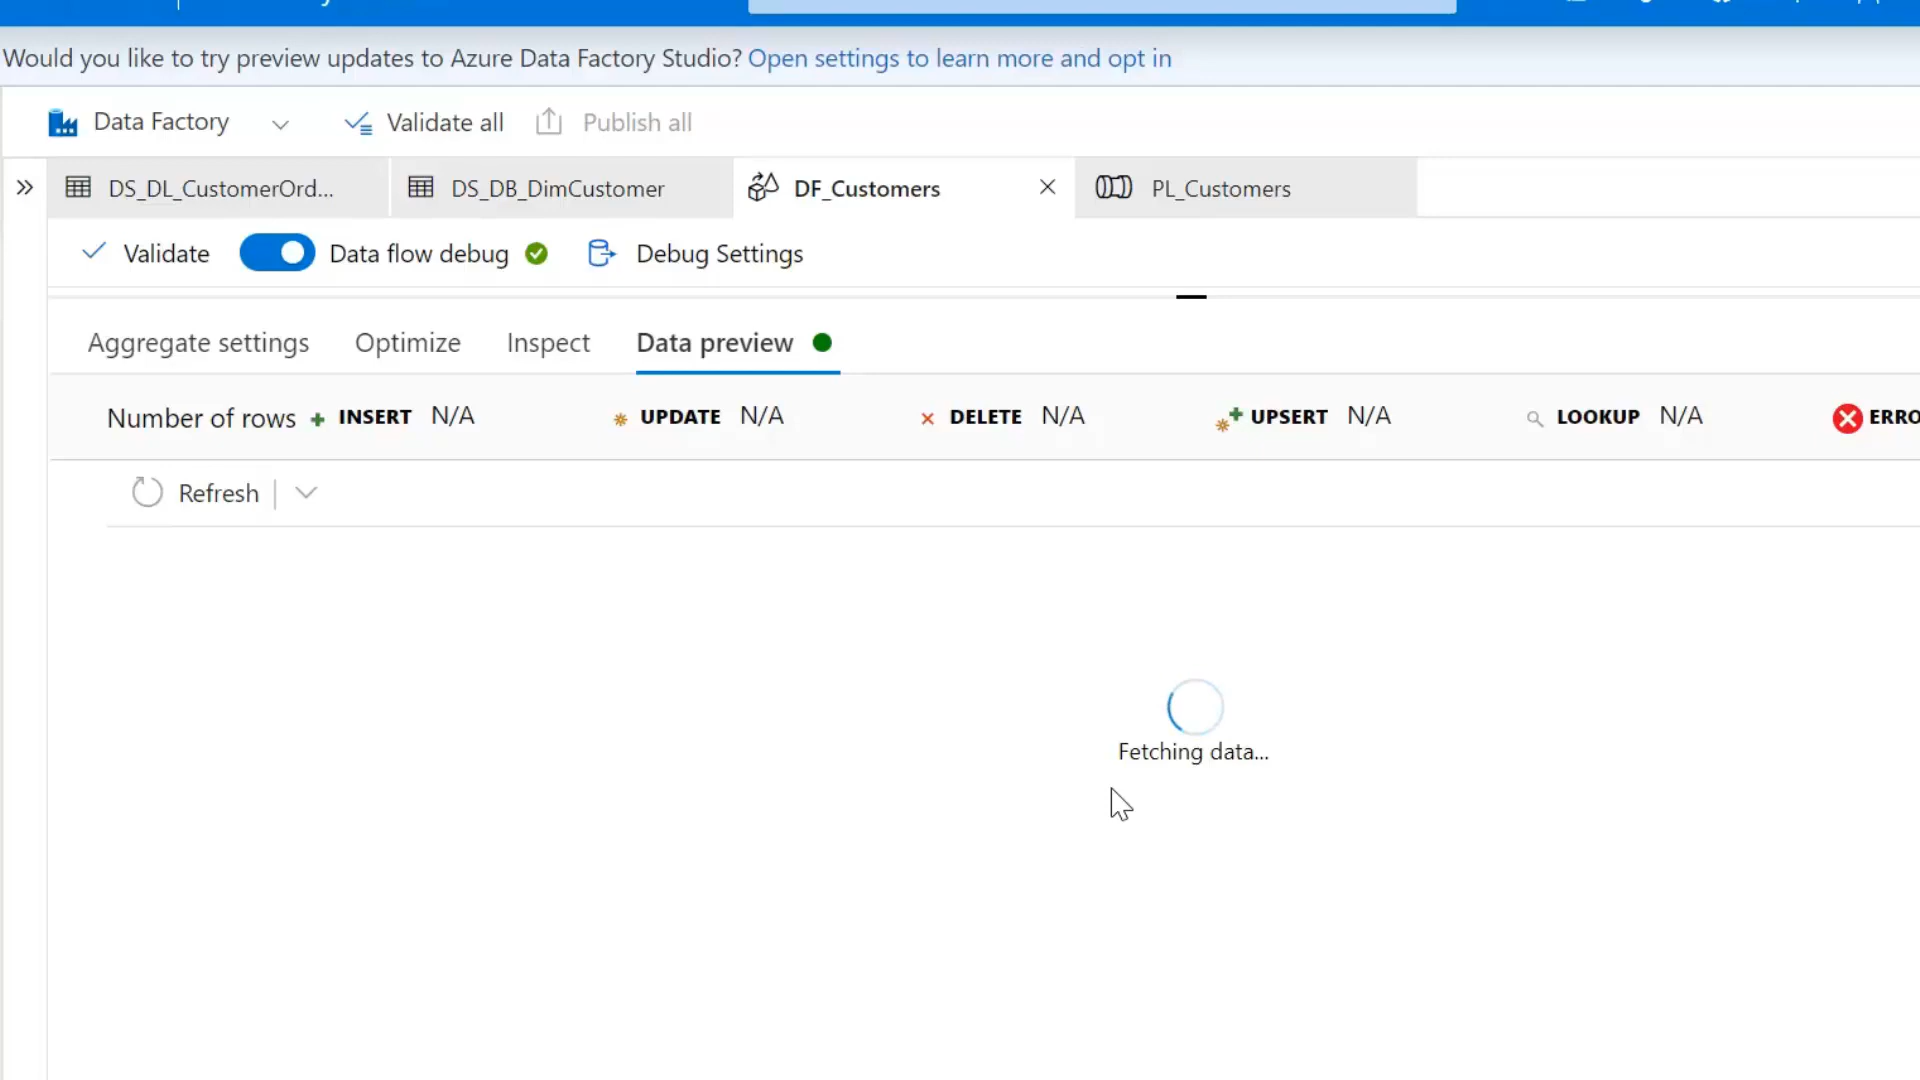 Would you like to try preview updates to Azure Data Factory Studio? Open settings to learn more and opt in
Data Factory Validate all Publish all
DS_DL_CustomerOrd... DS_DB_DimCustomer DF_Customers PL_Customers
Validate Data flow debug Debug Settings
Aggregate settings Optimize Inspect Data preview
Number of rows INSERT N/A UPDATE N/A DELETE N/A UPSERT N/A LOOKUP N/A ERRO
Refresh
Fetching data...